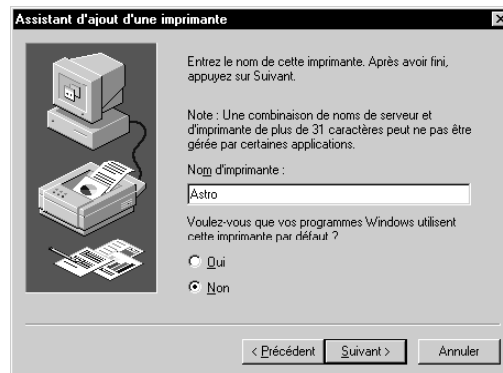 Assistant d'ajout d'une imprimante
Entrez le nom de cette imprimante. Après avoir fini,
appuyez sur Suivant.
Note : Une combinaison de noms de serveur et
d'imprimante de plus de 31 caractères peut ne pas être
gérée par certaines applications.
Nom d'imprimante :
Astro
Voulez-vous que vos programmes Windows utilisent
cette imprimante par défaut ?
Oui
Non
< Précédent
Suivant >
Annuler